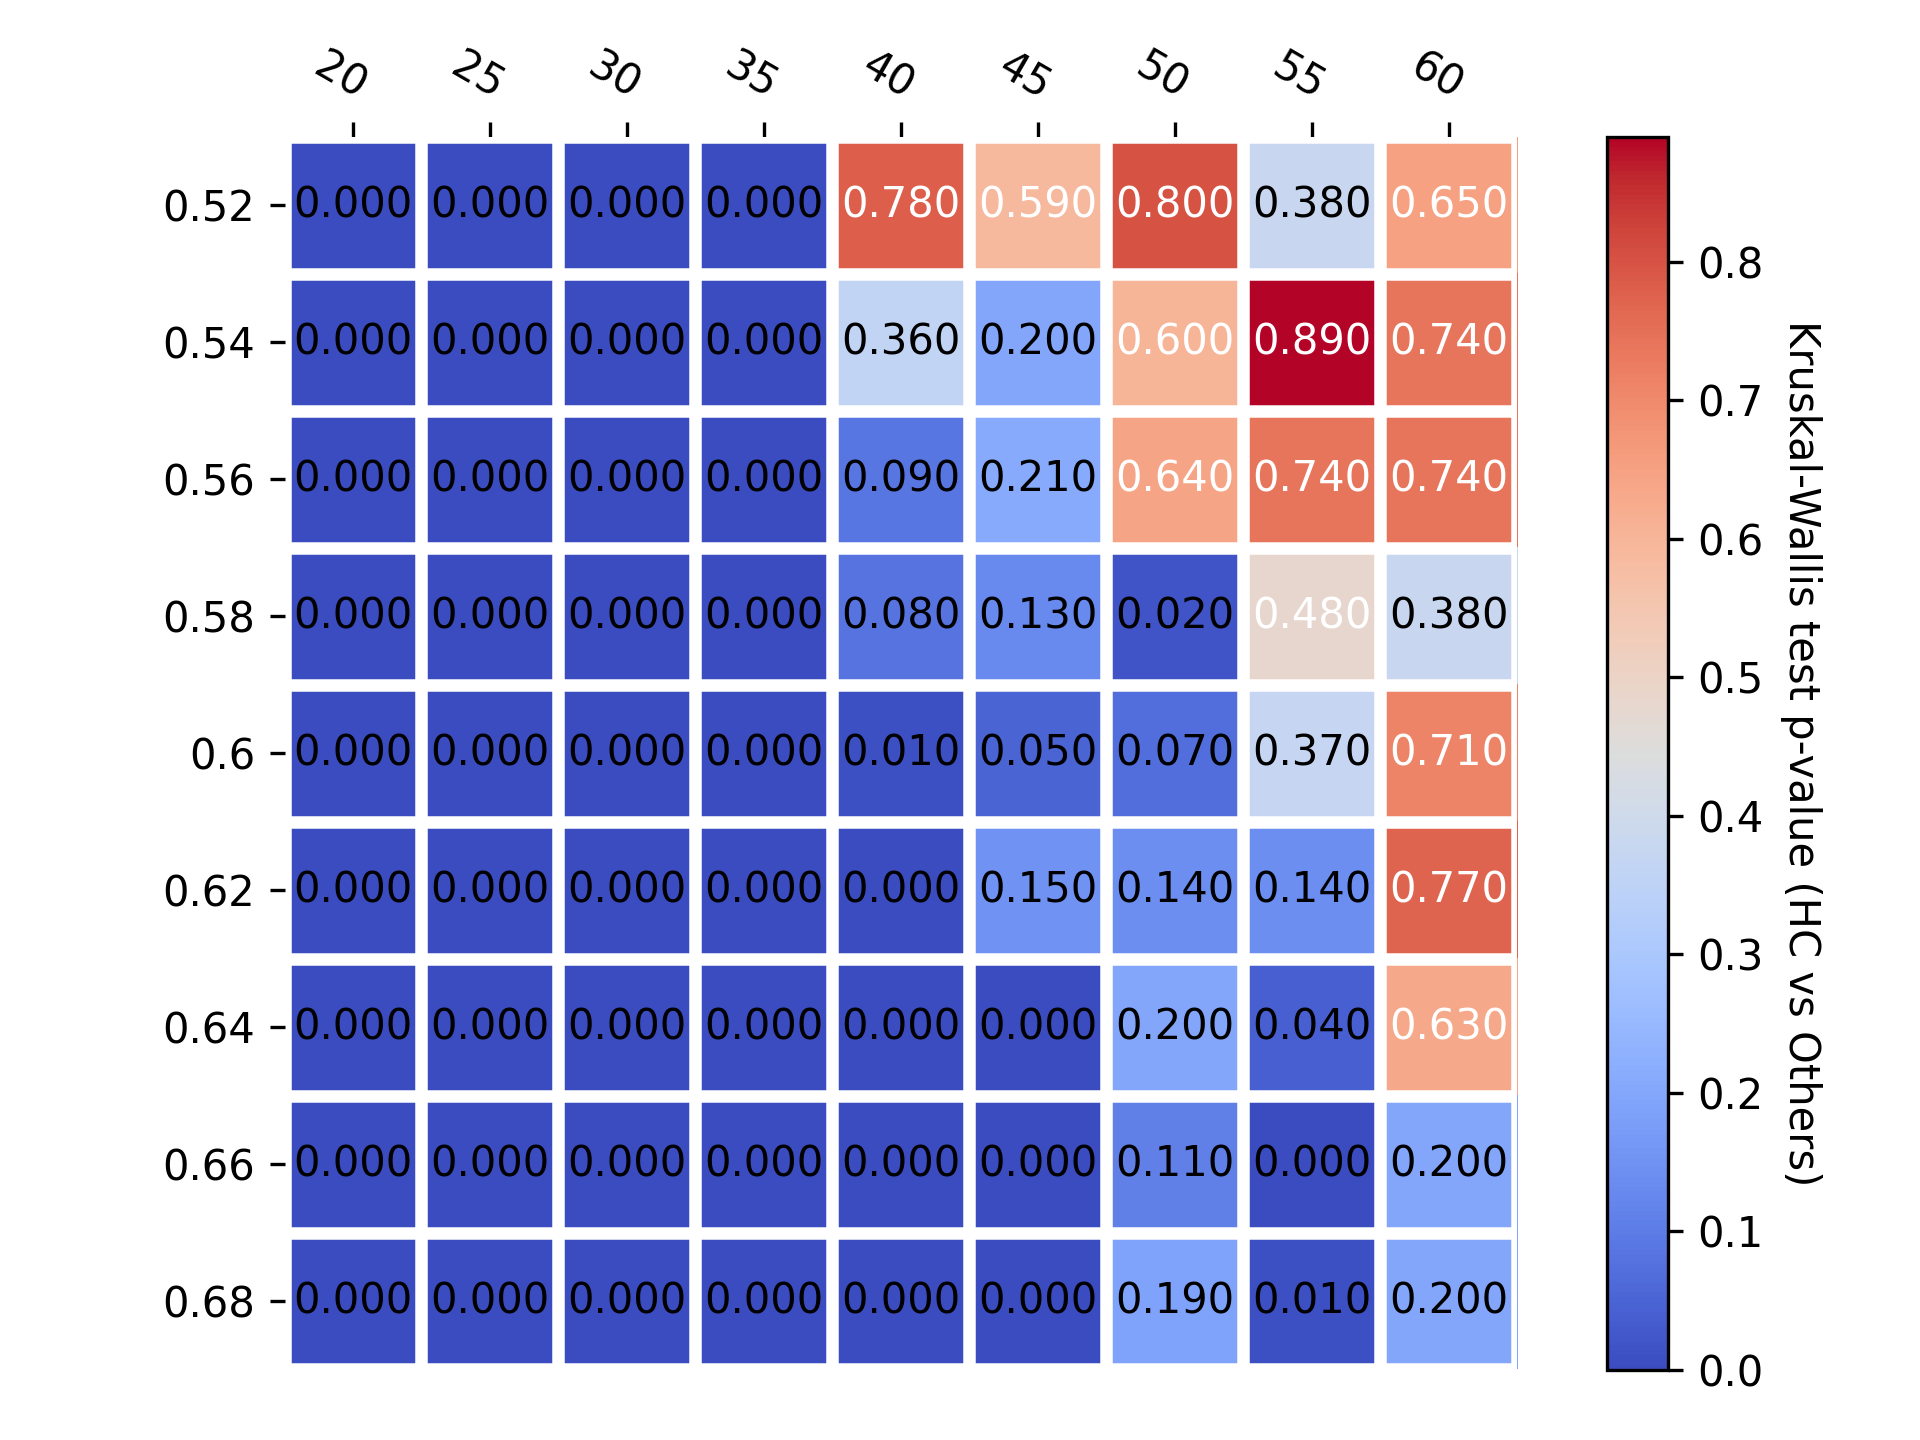 20 25 30 35 40 45 50 55 60
0.52 0.000 0.000 0.000 0.000 0.780 0.590 0.800 0.380 0.650
0.54 0.000 0.000 0.000 0.000 0.360 0.200 0.600 0.890 0.740
0.56 0.000 0.000 0.000 0.000 0.090 0.210 0.640 0.740 0.740
0.58 0.000 0.000 0.000 0.000 0.080 0.130 0.020 0.480 0.380
0.6 0.000 0.000 0.000 0.000 0.010 0.050 0.070 0.370 0.710
0.62 0.000 0.000 0.000 0.000 0.000 0.150 0.140 0.140 0.770
0.64 0.000 0.000 0.000 0.000 0.000 0.000 0.200 0.040 0.630
0.66 0.000 0.000 0.000 0.000 0.000 0.000 0.110 0.000 0.200
0.68 0.000 0.000 0.000 0.000 0.000 0.000 0.190 0.010 0.200
0.8
0.7
0.6
0.5
0.4
0.3
0.2
0.1
0.0
Kruskal-Wallis test p-value (HC vs Others)